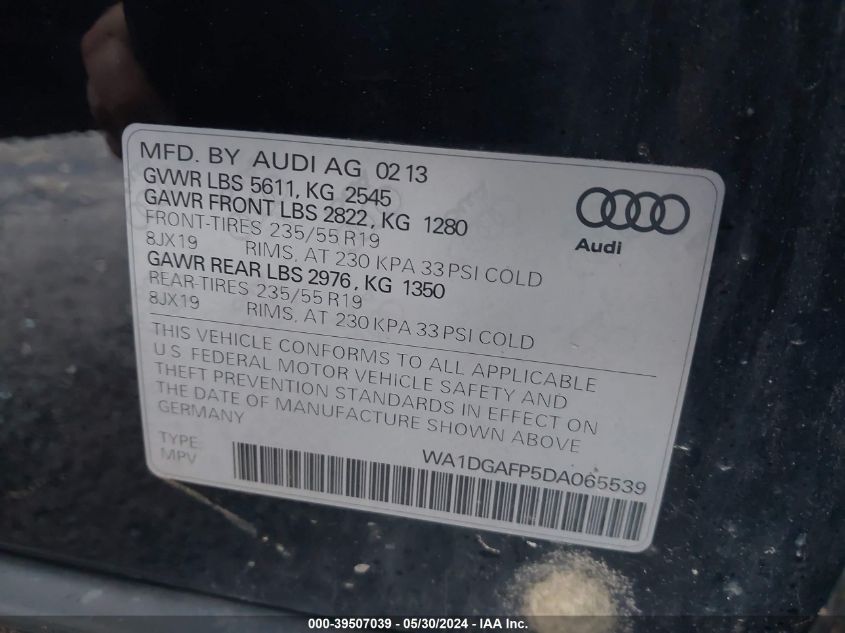 MFD. BY AUDI AG 02 13
GVWR LBS 5611, KG 2545
GAWR FRONT LBS 2822, KG 1280
FRONT-TIRES 235/55 R19
8JX19 RIMS, AT 230 KPA 33 PSI COLD
GAWR REAR LBS 2976, KG 1350
REAR-TIRES 235/55 R19
8JX19 RIMS, AT 230 KPA 33 PSI COLD
Audi
THIS VEHICLE CONFORMS TO ALL APPLICABLE
U.S. FEDERAL MOTOR VEHICLE SAFETY AND
THEFT PREVENTION STANDARDS IN EFFECT ON
THE DATE OF MANUFACTURE SHOWN ABOVE
GERMANY
TYPE:
MPV
WA1DGAFP5DA065539
000-39507039 - 05/30/2024 - IAA Inc.